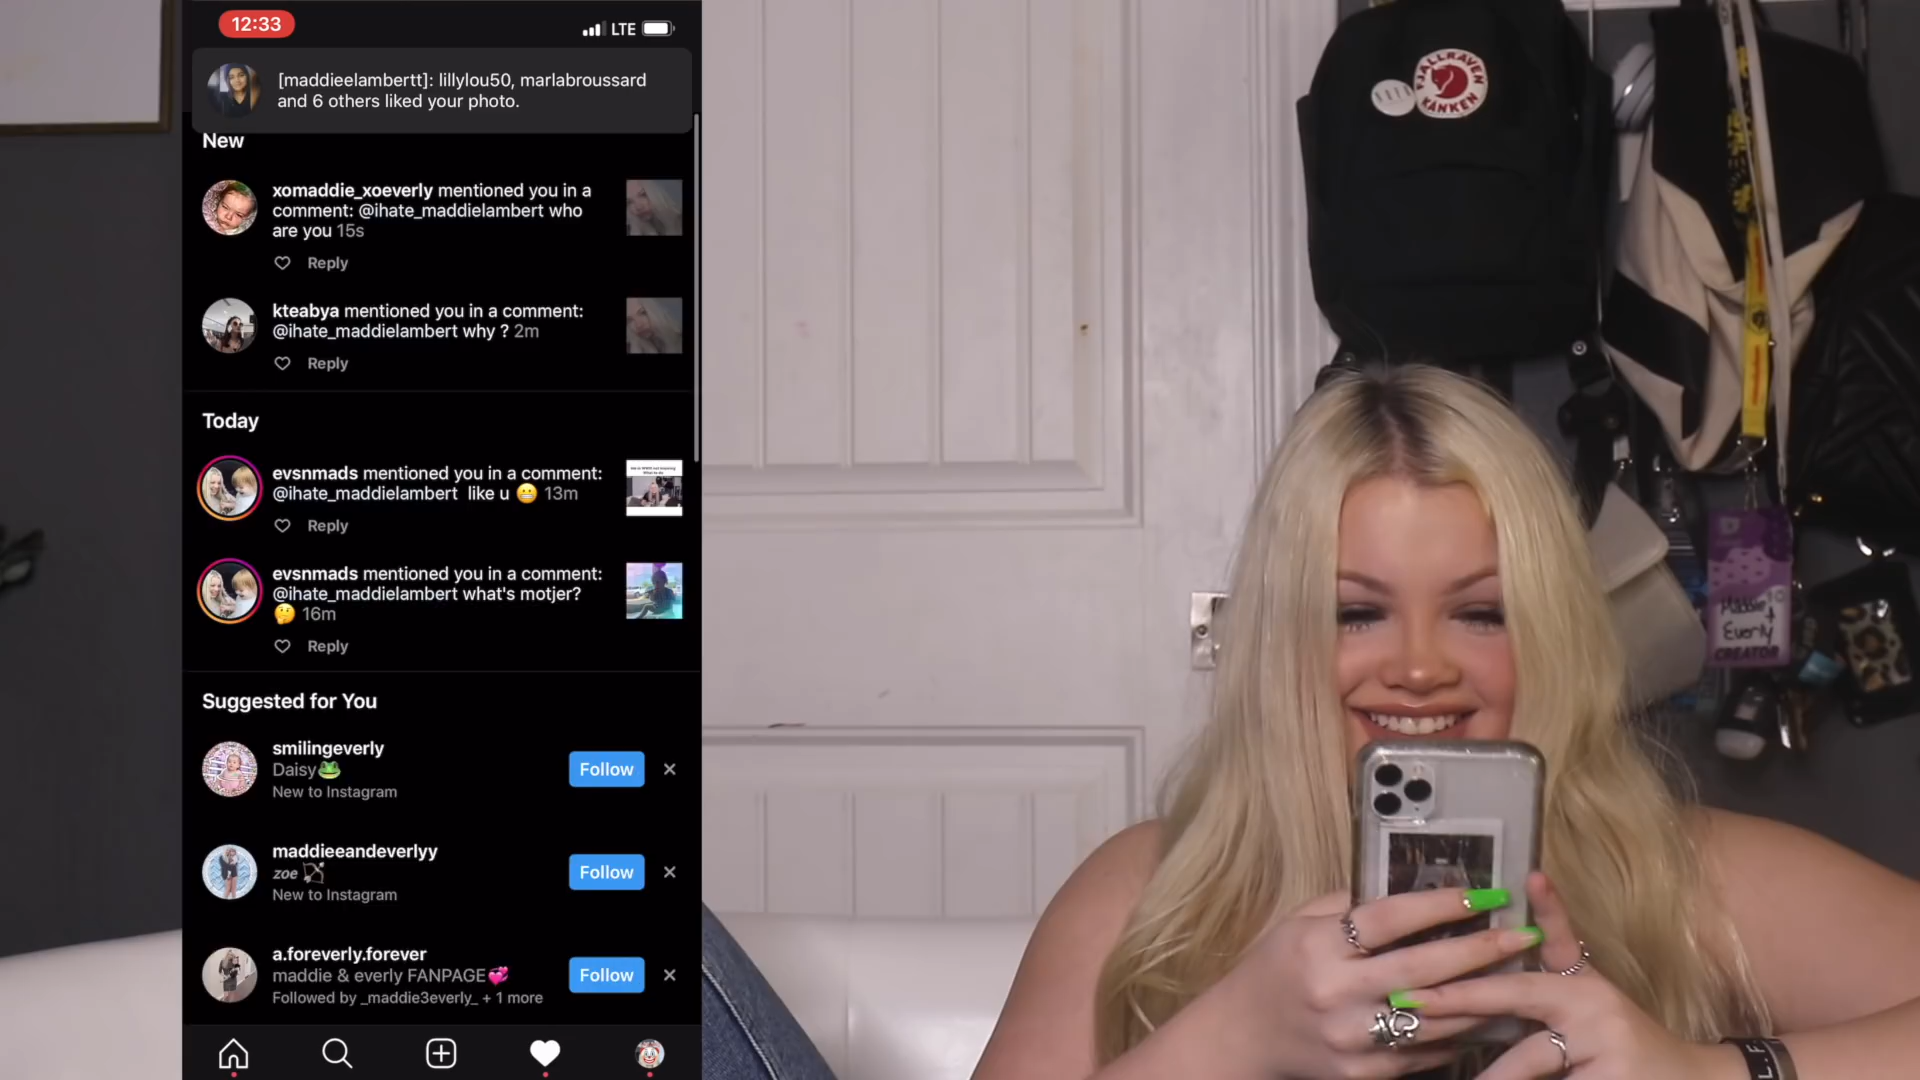 12:33
LTE
[maddieelambertt]: lillylou50, marlabroussard
and 6 others liked your photo.
New
xomaddie_xoeverly mentioned you in a
comment: @ihate_maddielambert who
are you 15s
Reply
kteabya mentioned you in a comment:
@ihate_maddielambert why ? 2m
Reply
Today
evsnmads mentioned you in a comment:
@ihate_maddielambert like u 😬 13m
Reply
evsnmads mentioned you in a comment:
@ihate_maddielambert what's motjer?
🤔 16m
Reply
Suggested for You
smilingeverly
Daisy🐸
New to Instagram
Follow
maddieeandeverlyy
zoe 🏹
New to Instagram
Follow
a.foreverly.forever
maddie & everly FANPAGE💞
Followed by _maddie3everly_ + 1 more
Follow
FJALLRAVEN
KANKEN
Maddie
+
Everly
CREATOR